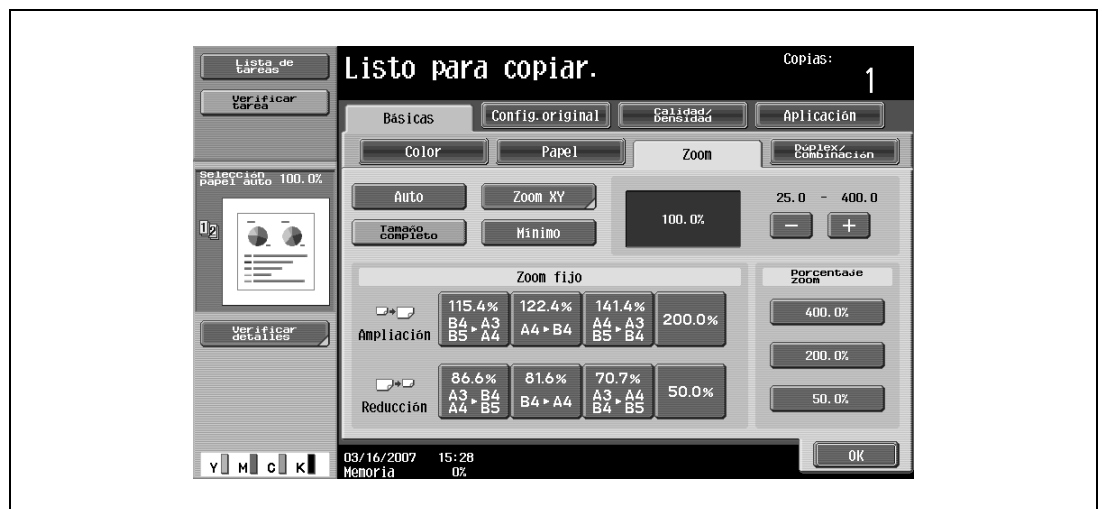 Lista de
tareas
Verificar
tarea
Listo para copiar.
Copias:
1
Básicas
Config.original
Calidad/
Densidad
Aplicación
Color
Papel
Zoom
Dúplex/
Combinación
Selección
papel auto 100.0%
1 2
Verificar
detalles
Auto
Zoom XY
Tamaño
completo
Mínimo
100.0%
25.0 - 400.0
− +
Zoom fijo
Porcentaje
zoom
Ampliación
115.4%
B4 ▸ A3
B5 ▸ A4
122.4%
A4 ▸ B4
141.4%
A4 ▸ A3
B5 ▸ B4
200.0%
400.0%
200.0%
50.0%
Reducción
86.6%
A3 ▸ B4
A4 ▸ B5
81.6%
B4 ▸ A4
70.7%
A3 ▸ A4
B4 ▸ B5
50.0%
Y M C K
03/16/2007 15:28
Memoria 0%
OK